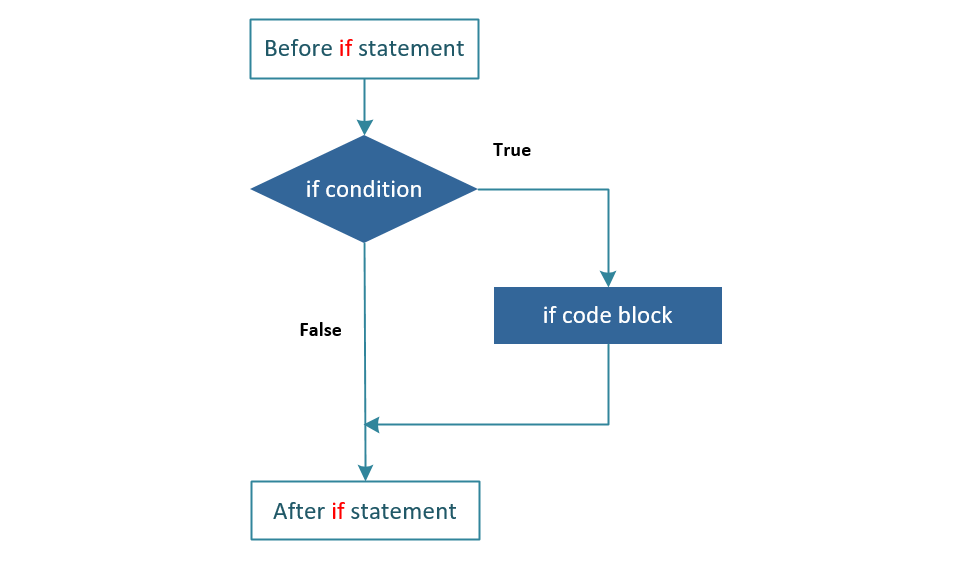 Before if statement
True
if condition
if code block
False
After if statement